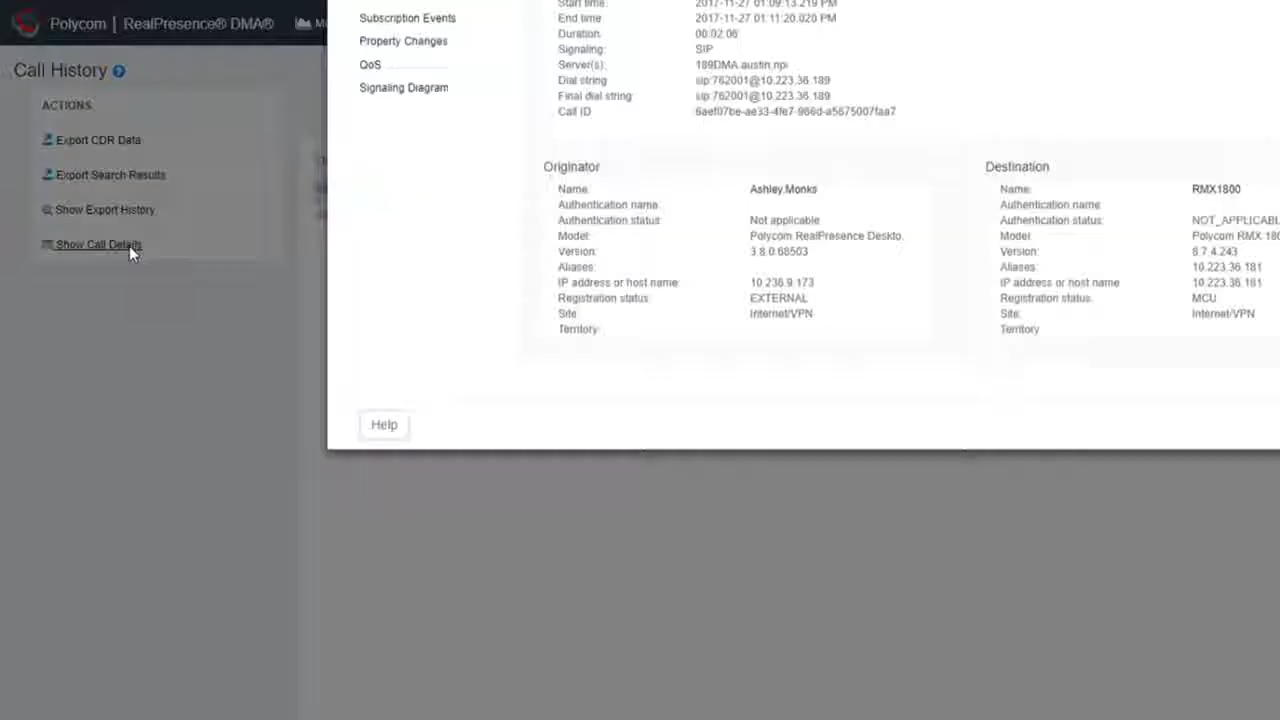 Polycom | RealPresence® DMA®
Call History
ACTIONS
Export CDR Data
Export Search Results
Show Export History
Show Call Details
Subscription Events
Property Changes
QoS
Signaling Diagram
Start time: 2017-11-27 01:09:13.219 PM
End time 2017-11-27 01:11:20.020 PM
Duration: 00:02:06
Signaling: SIP
Server(s): 189DMA.austin.npi
Dial string sip:762001@10.223.36.189
Final dial string: sip:762001@10.223.36.189
Call ID
Originator
Name: Ashley.Monks
Authentication name:
Authentication status: Not applicable
Model: Polycom RealPresence Deskto.
Version: 3.8.0.68503
Aliases:
IP address or host name: 10.236.9.173
Registration status: EXTERNAL
Site Internet/VPN
Territory
Destination
Name: RMX1800
Authentication name:
Authentication status: NOT_APPLICABL
Model: Polycom RMX 180
Version: 8.7.4.243
Aliases: 10.223.36.181
IP address or host name 10.223.36.181
Registration status: MCU
Site: Internet/VPN
Territory
Help